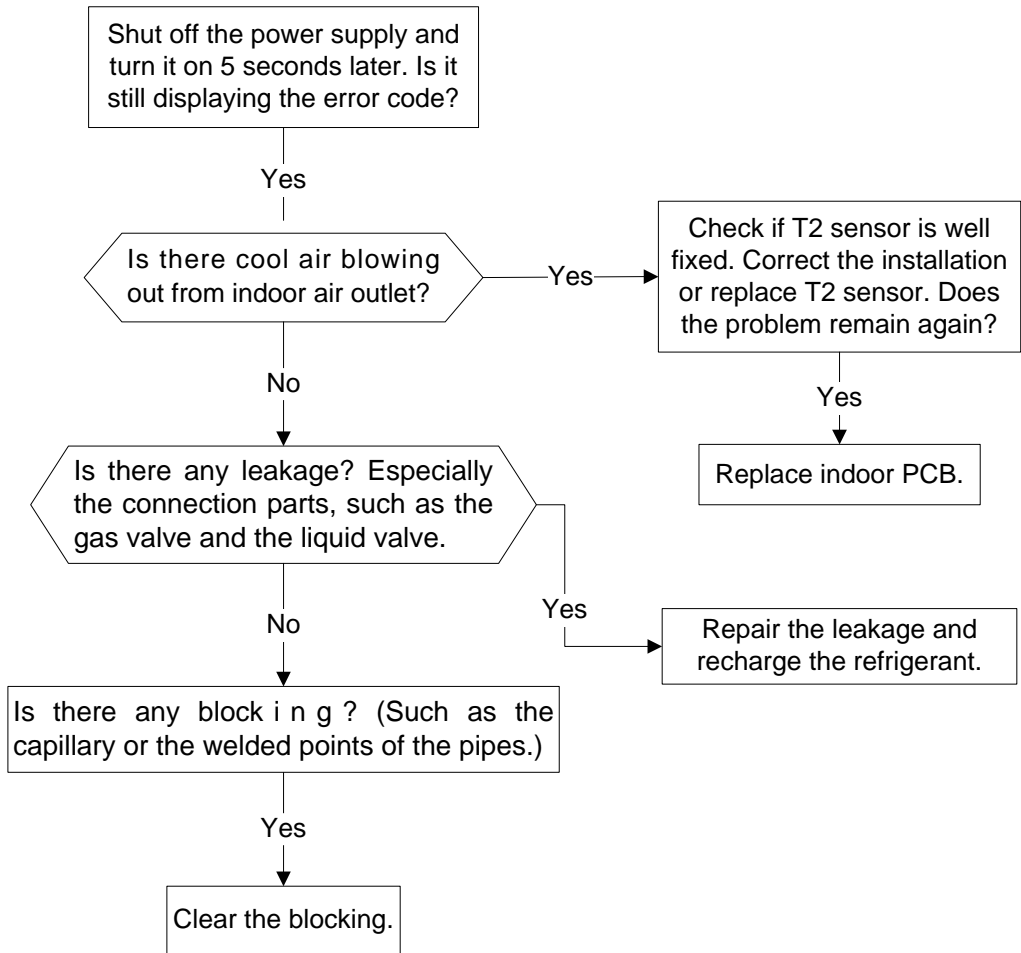 Shut off the power supply and
turn it on 5 seconds later. Is it
still displaying the error code?
Yes
Is there cool air blowing
out from indoor air outlet?
Yes
Check if T2 sensor is well
fixed. Correct the installation
or replace T2 sensor. Does
the problem remain again?
No
Yes
Is there any leakage? Especially
the connection parts, such as the
gas valve and the liquid valve.
Replace indoor PCB.
Yes
No
Repair the leakage and
recharge the refrigerant.
Is there any block i n g ? (Such as the
capillary or the welded points of the pipes.)
Yes
Clear the blocking.